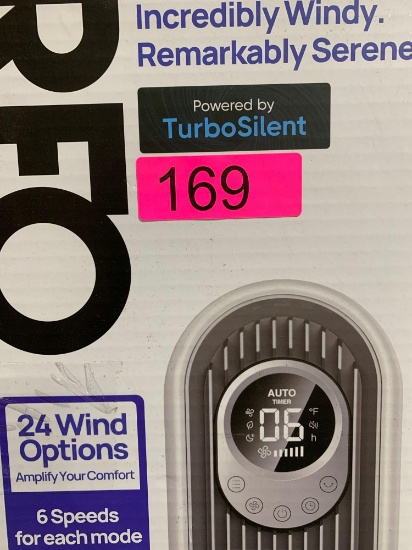 Incredibly Windy.
Remarkably Serene
RFO
Powered by
TurboSilent
169
AUTO
TIMER
06
°F
h
24 Wind
Options
Amplify Your Comfort
6 Speeds
for each mode